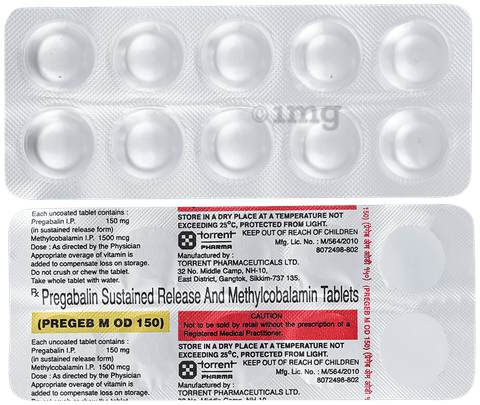 1mg
Each uncoated tablet contains :
Pregabalin I.P. 150 mg
(in sustained release form)
Methylcobalamin I.P. 1500 mcg
Dose : As directed by the Physician
Appropriate overage of vitamin is
added to compensate loss on storage.
Do not crush or chew the tablet.
Take whole tablet with water.
STORE IN A DRY PLACE AT A TEMPERATURE NOT
EXCEEDING 25°C, PROTECTED FROM LIGHT.
KEEP OUT OF REACH OF CHILDREN
torrent
PHARMA
Mfg. Lic. No. : M/564/2010
8072498-802
Manufactured by :
TORRENT PHARMACEUTICALS LTD.
32 No. Middle Camp, NH-10,
East District, Gangtok, Sikkim-737 135.
Rx Pregabalin Sustained Release And Methylcobalamin Tablets
(PREGEB M OD 150)
CAUTION
Not to be sold by retail without the prescription of a
Registered Medical Practitioner.
Each uncoated tablet contains :
Pregabalin I.P. 150 mg
(in sustained release form)
Methylcobalamin I.P. 1500 mcg
Dose : As directed by the Physician
Appropriate overage of vitamin is
added to compensate loss on storage.
STORE IN A DRY PLACE AT A TEMPERATURE NOT
EXCEEDING 25°C, PROTECTED FROM LIGHT.
KEEP OUT OF REACH OF CHILDREN
torrent
PHARMA
Mfg. Lic. No. : M/564/2010
8072498-802
Manufactured by :
TORRENT PHARMACEUTICALS LTD.
150)
(PREGEB M OD 150)